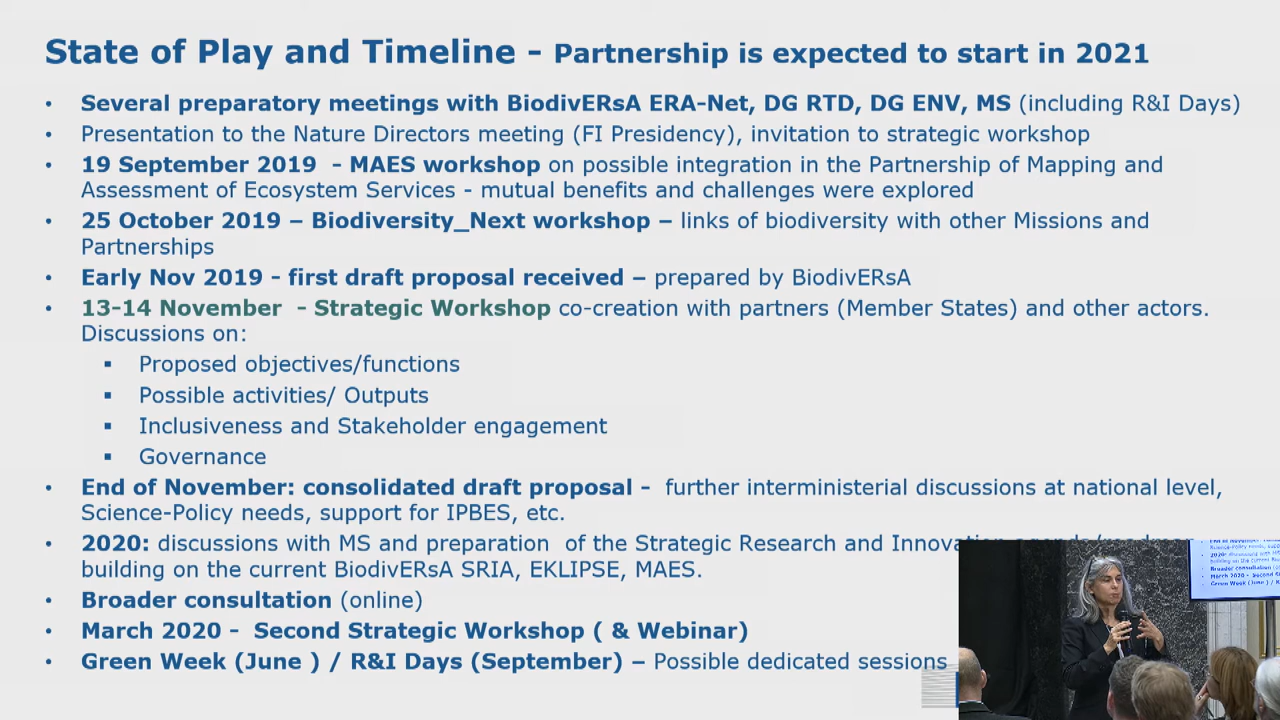 State of Play and Timeline - Partnership is expected to start in 2021
• Several preparatory meetings with BiodivERsA ERA-Net, DG RTD, DG ENV, MS (including R&I Days)
• Presentation to the Nature Directors meeting (FI Presidency), invitation to strategic workshop
• 19 September 2019 - MAES workshop on possible integration in the Partnership of Mapping and
Assessment of Ecosystem Services - mutual benefits and challenges were explored
• 25 October 2019 – Biodiversity_Next workshop – links of biodiversity with other Missions and
Partnerships
• Early Nov 2019 - first draft proposal received – prepared by BiodivERsA
• 13-14 November - Strategic Workshop co-creation with partners (Member States) and other actors.
Discussions on:
▪ Proposed objectives/functions
▪ Possible activities/ Outputs
▪ Inclusiveness and Stakeholder engagement
▪ Governance
• End of November: consolidated draft proposal - further interministerial discussions at national level,
Science-Policy needs, support for IPBES, etc.
• 2020: discussions with MS and preparation of the Strategic Research and
building on the current BiodivERsA SRIA, EKLIPSE, MAES.
• Broader consultation (online)
• March 2020 - Second Strategic Workshop ( & Webinar)
• Green Week (June ) / R&I Days (September) – Possible dedicated sessions